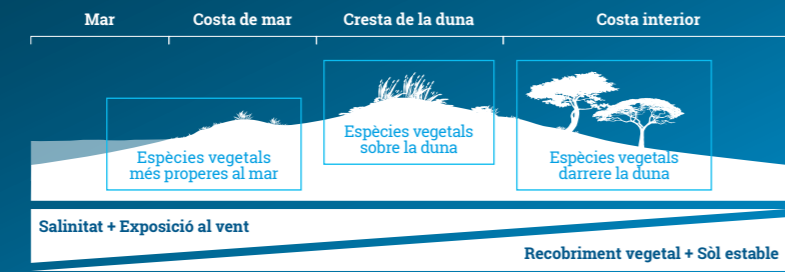 Mar
Costa de mar
Cresta de la duna
Costa interior
Espècies vegetals
més properes al mar
Espècies vegetals
sobre la duna
Espècies vegetals
darrere la duna
Salinitat + Exposició al vent
Recobriment vegetal + Sòl estable